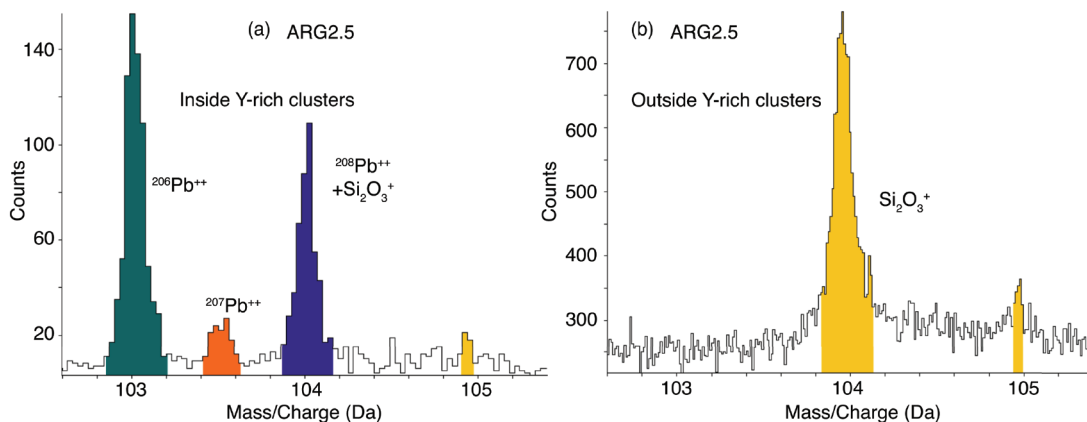 (a) ARG2.5
Inside Y-rich clusters
²⁰⁶Pb⁺⁺
²⁰⁷Pb⁺⁺
²⁰⁸Pb⁺⁺
+Si₂O₃⁺
Counts
140
100
60
20
103
104
105
Mass/Charge (Da)
(b) ARG2.5
Outside Y-rich clusters
Si₂O₃⁺
Counts
700
600
500
400
300
103
104
105
Mass/Charge (Da)